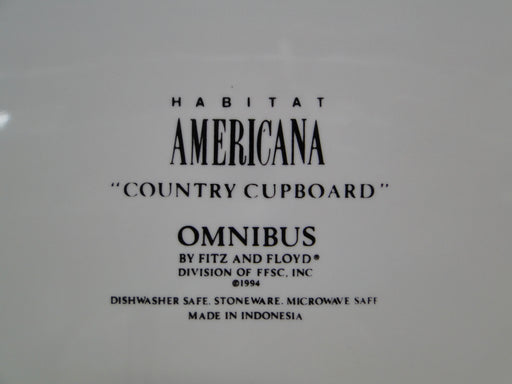 HABITAT
AMERICANA
"COUNTRY CUPBOARD"
OMNIBUS
BY FITZ AND FLOYD®
DIVISION OF FFSC, INC
©1994
DISHWASHER SAFE. STONEWARE. MICROWAVE SAFE
MADE IN INDONESIA